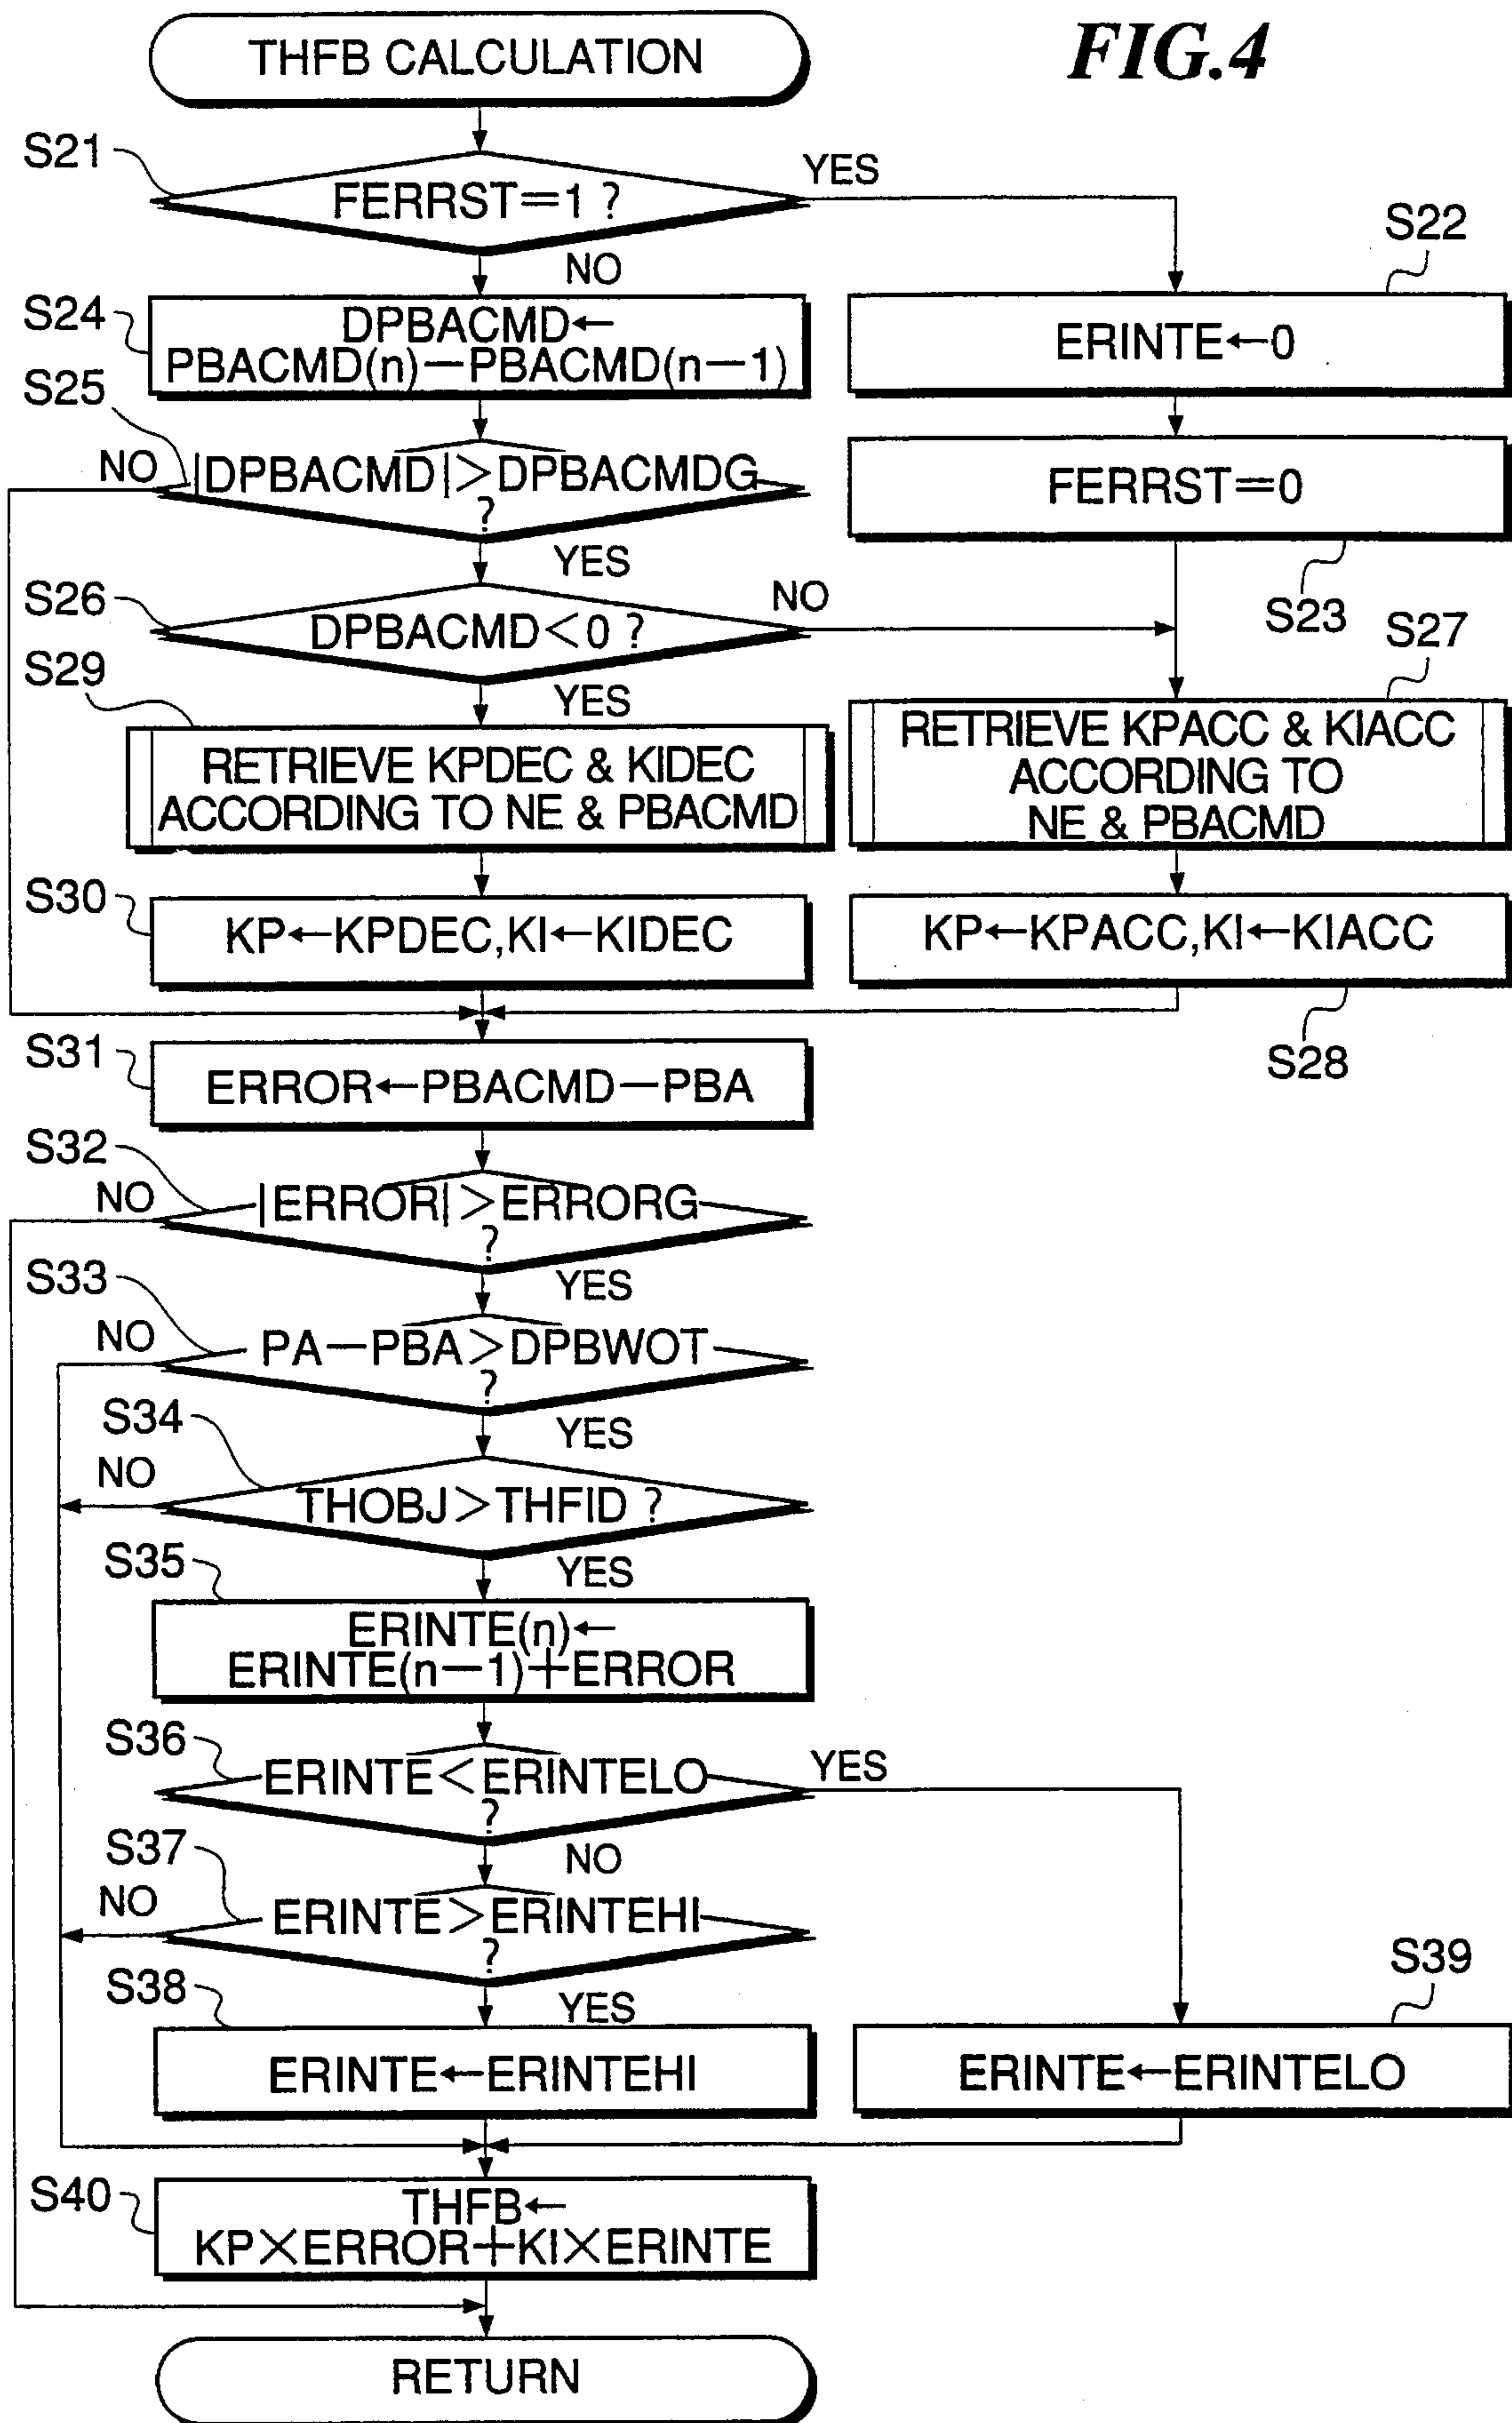 FIG.4
THFB CALCULATION
S21
FERRST=1 ?
YES
NO
S22
ERINTE←0
S24
DPBACMD←
PBACMD(n)−PBACMD(n−1)
S25
NO
|DPBACMD|>DPBACMDG
?
YES
FERRST=0
S23
S26
DPBACMD<0 ?
NO
YES
S27
RETRIEVE KPACC & KIACC
ACCORDING TO
NE & PBACMD
S29
RETRIEVE KPDEC & KIDEC
ACCORDING TO NE & PBACMD
S30
KP←KPDEC,KI←KIDEC
KP←KPACC,KI←KIACC
S28
S31
ERROR←PBACMD−PBA
S32
NO
|ERROR|>ERRORG
?
YES
S33
NO
PA−PBA>DPBWOT
?
YES
S34
NO
THOBJ>THFID ?
YES
S35
ERINTE(n)←
ERINTE(n−1)+ERROR
S36
ERINTE<ERINTELO
?
YES
NO
S37
NO
ERINTE>ERINTEHI
?
YES
S38
ERINTE←ERINTEHI
S39
ERINTE←ERINTELO
S40
THFB←
KP×ERROR+KI×ERINTE
RETURN